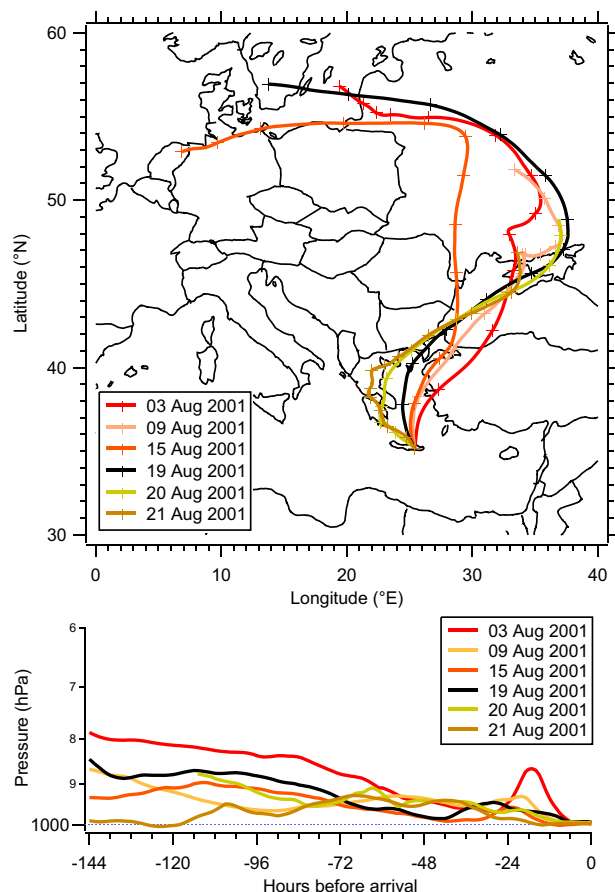 60
50
40
30
Latitude (°N)
03 Aug 2001
09 Aug 2001
15 Aug 2001
19 Aug 2001
20 Aug 2001
21 Aug 2001
0 10 20 30 40
Longitude (°E)
6
7
8
9
1000
Pressure (hPa)
03 Aug 2001
09 Aug 2001
15 Aug 2001
19 Aug 2001
20 Aug 2001
21 Aug 2001
-144 -120 -96 -72 -48 -24 0
Hours before arrival